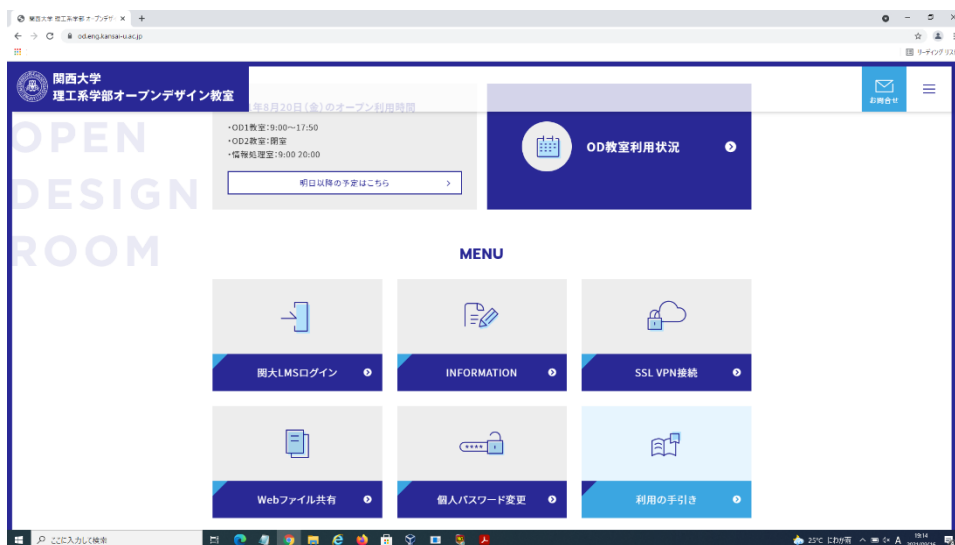 関西大学 理工系学部 オープンデザ
od.eng.kansai-u.ac.jp
リーディング リス
関西大学
理工系学部オープンデザイン教室
お問合せ
OPEN
DESIGN
ROOM
年8月20日(金)のオープン利用時間
・OD1教室:9:00〜17:50
・OD2教室:閉室
・情報処理室:9:00 20:00
明日以降の予定はこちら
OD教室利用状況
MENU
関大LMSログイン
INFORMATION
SSL VPN接続
Webファイル共有
個人パスワード変更
利用の手引き
ここに入力して検索
25°C にわか雨
A
19:14